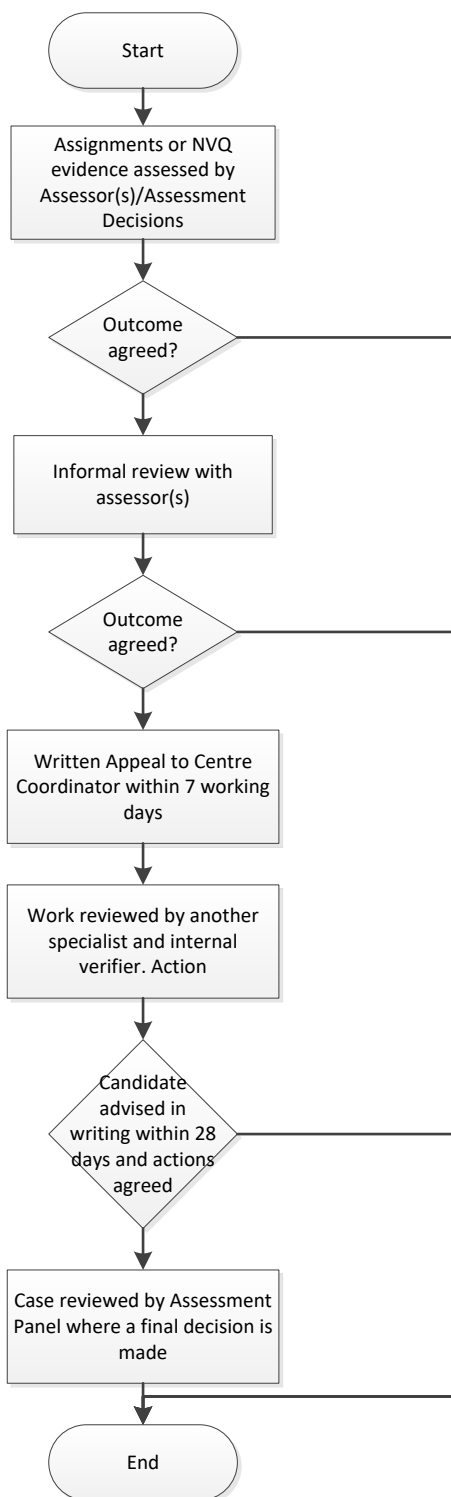 Start
Assignments or NVQ
evidence assessed by
Assessor(s)/Assessment
Decisions
Outcome
agreed?
Informal review with
assessor(s)
Outcome
agreed?
Written Appeal to Centre
Coordinator within 7 working
days
Work reviewed by another
specialist and internal
verifier. Action
Candidate
advised in
writing within 28
days and actions
agreed
Case reviewed by Assessment
Panel where a final decision is
made
End